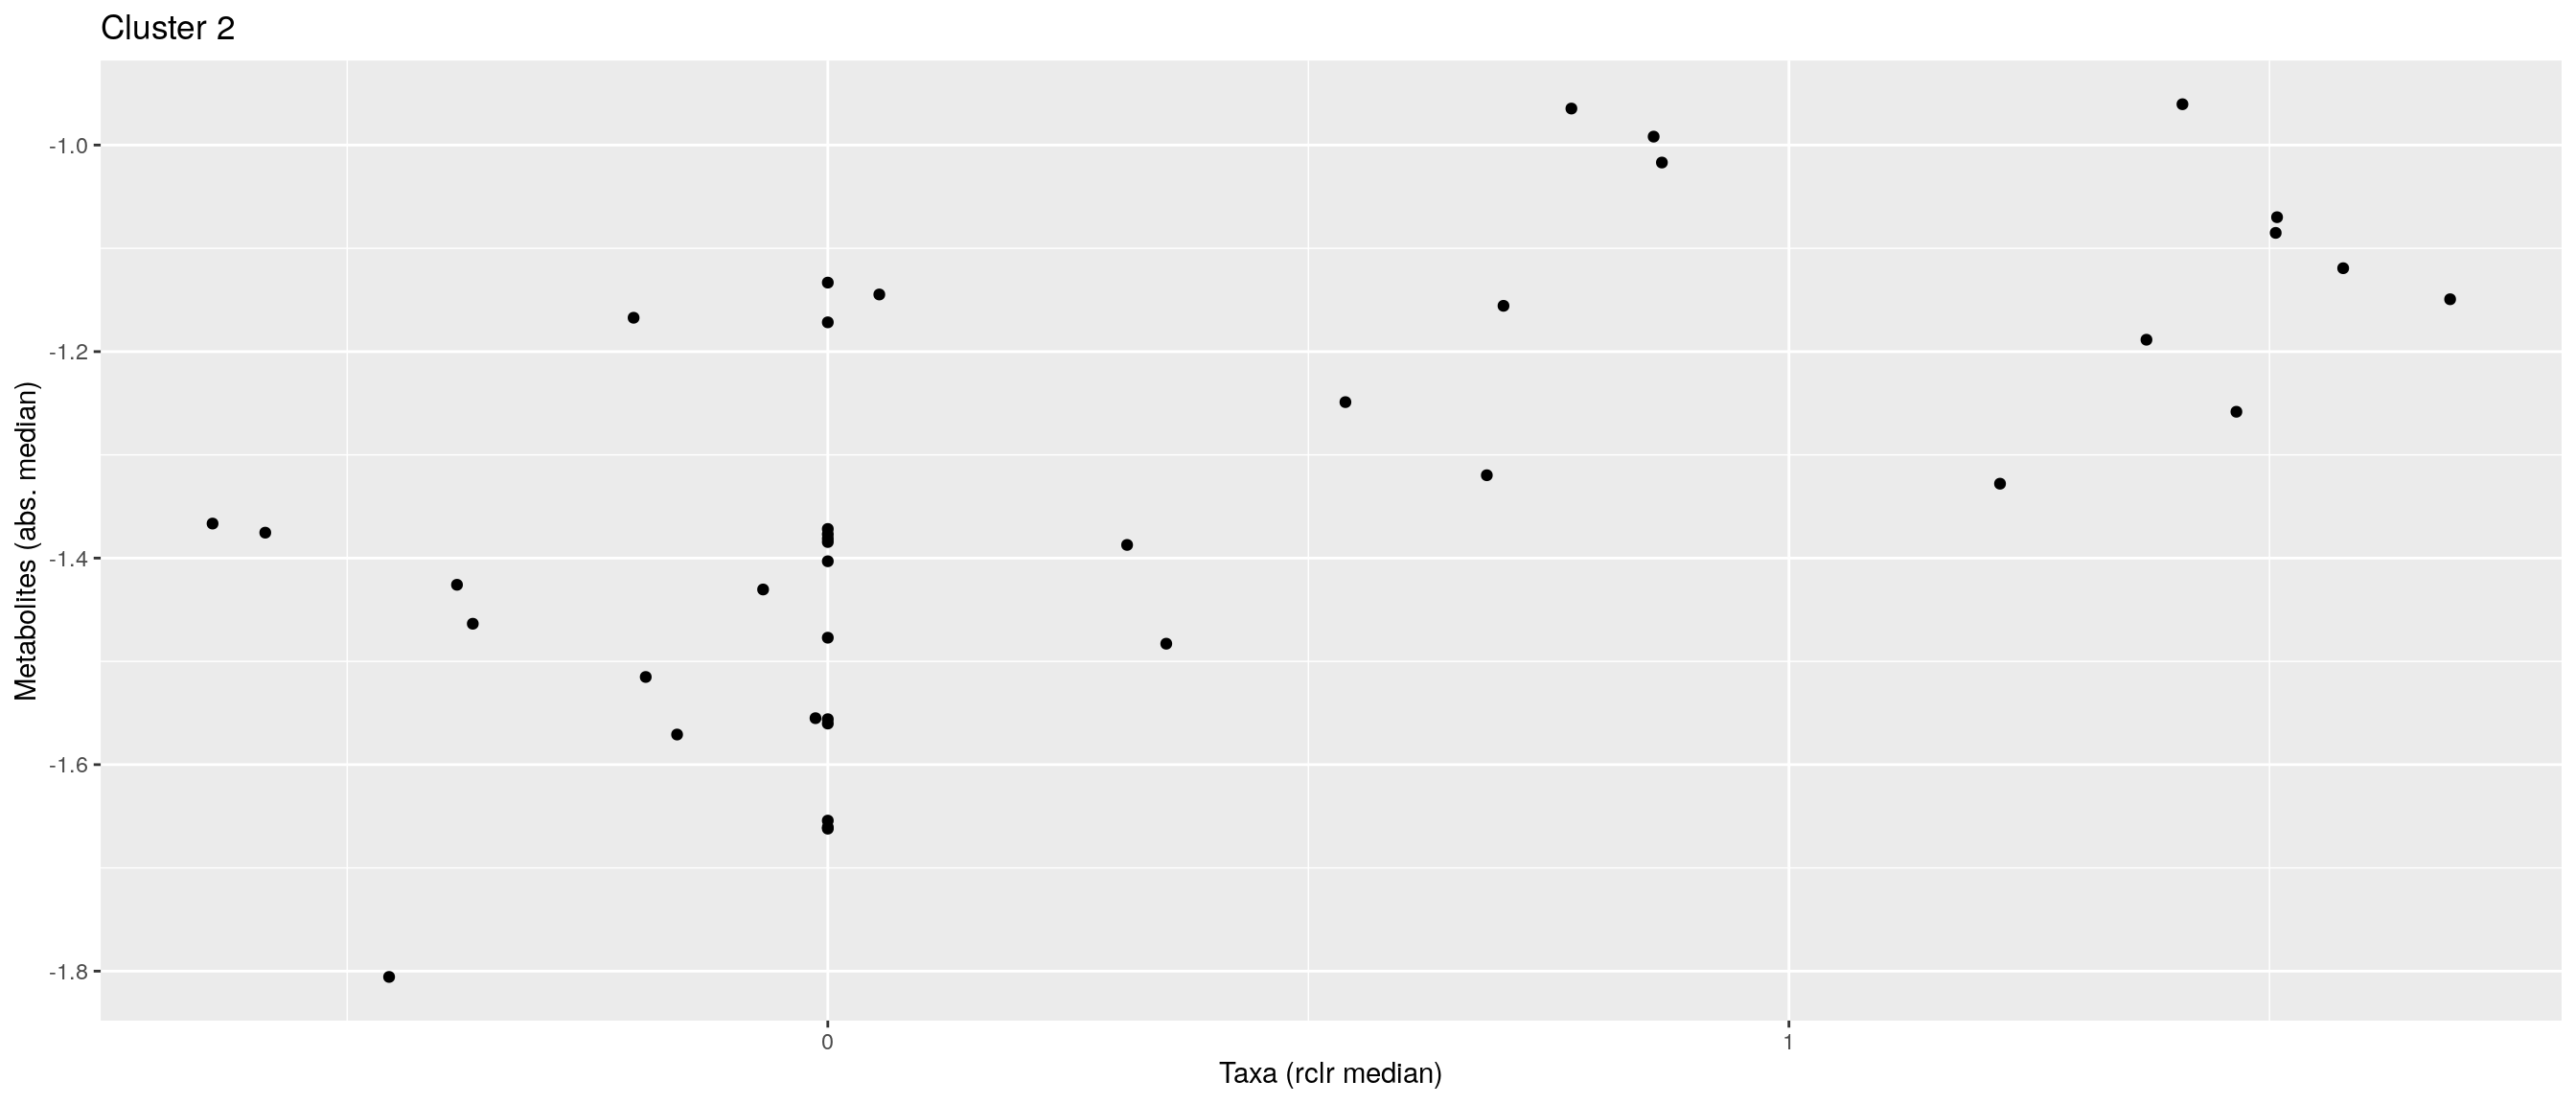 Cluster 2
-1.0
-1.2
-1.4
-1.6
-1.8
Metabolites (abs. median)
0
1
Taxa (rclr median)